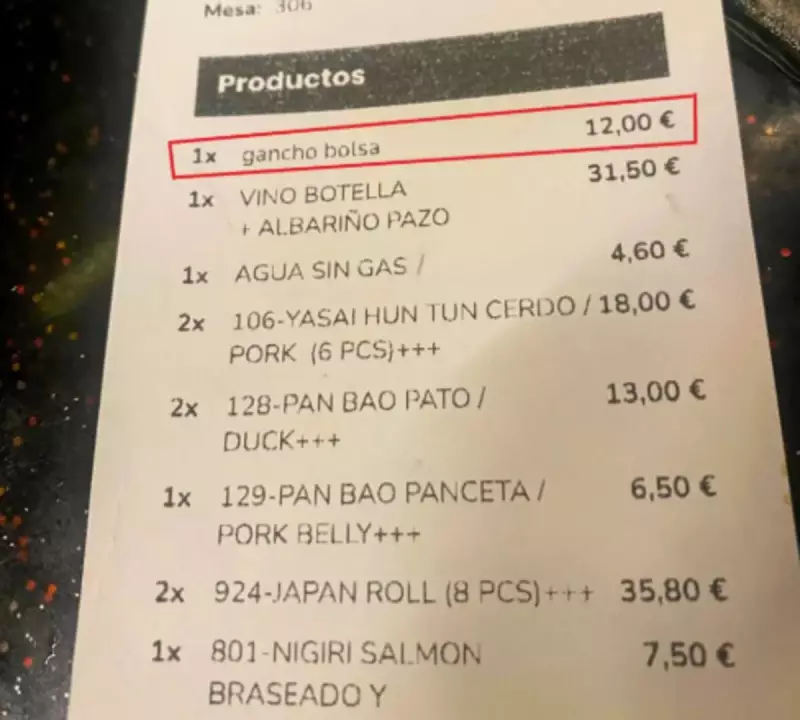 Mesa: 306
Productos
1x gancho bolsa 12,00 €
1x VINO BOTELLA 31,50 €
+ ALBARIÑO PAZO
1x AGUA SIN GAS / 4,60 €
2x 106-YASAI HUN TUN CERDO / 18,00 €
PORK (6 PCS)+++
2x 128-PAN BAO PATO / 13,00 €
DUCK+++
1x 129-PAN BAO PANCETA / 6,50 €
PORK BELLY+++
2x 924-JAPAN ROLL (8 PCS)+++ 35,80 €
1x 801-NIGIRI SALMON 7,50 €
BRASEADO Y